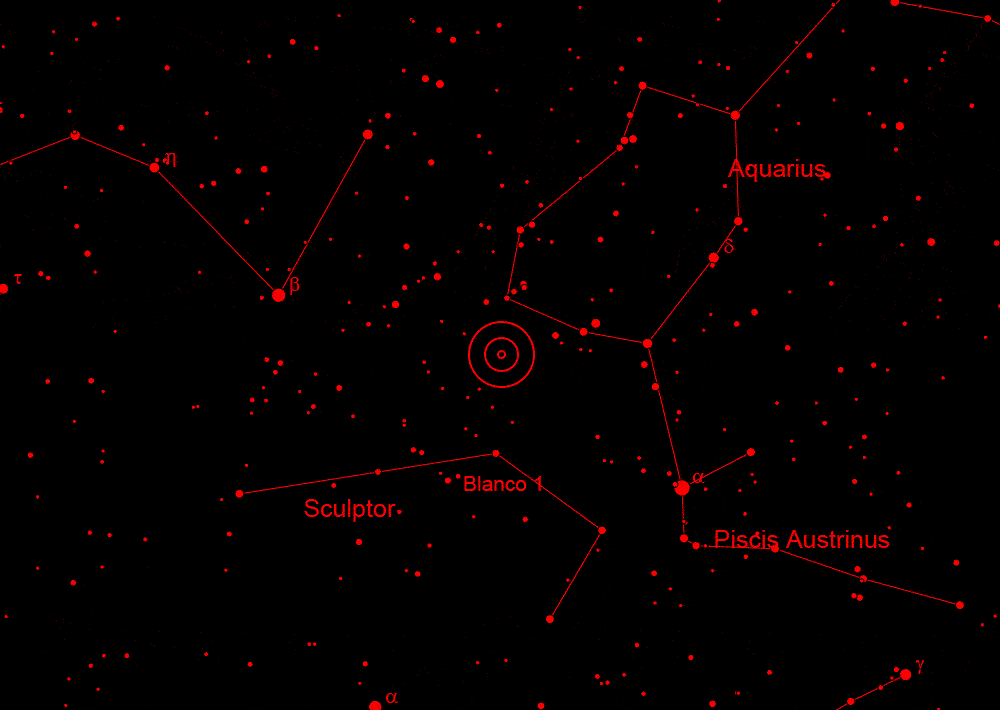 η
Aquarius
δ
τ
β
α
Blanco 1
Sculptor
Piscis Austrinus
γ
α